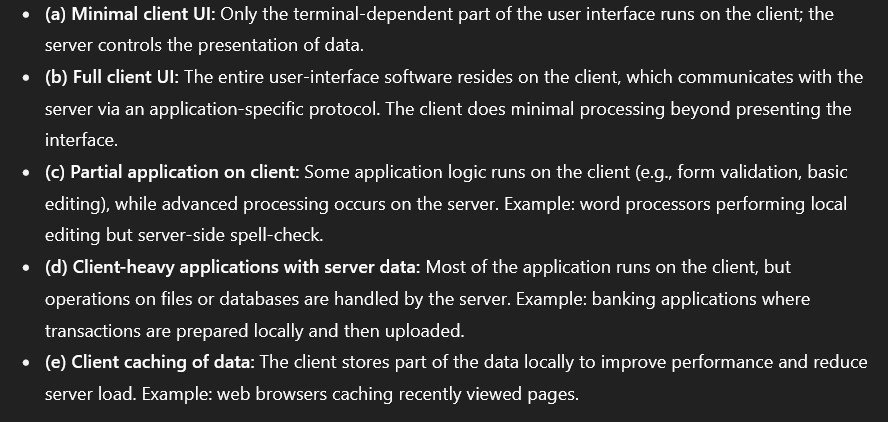 • (a) Minimal client UI: Only the terminal-dependent part of the user interface runs on the client; the
server controls the presentation of data.
• (b) Full client UI: The entire user-interface software resides on the client, which communicates with the
server via an application-specific protocol. The client does minimal processing beyond presenting the
interface.
• (c) Partial application on client: Some application logic runs on the client (e.g., form validation, basic
editing), while advanced processing occurs on the server. Example: word processors performing local
editing but server-side spell-check.
• (d) Client-heavy applications with server data: Most of the application runs on the client, but
operations on files or databases are handled by the server. Example: banking applications where
transactions are prepared locally and then uploaded.
• (e) Client caching of data: The client stores part of the data locally to improve performance and reduce
server load. Example: web browsers caching recently viewed pages.